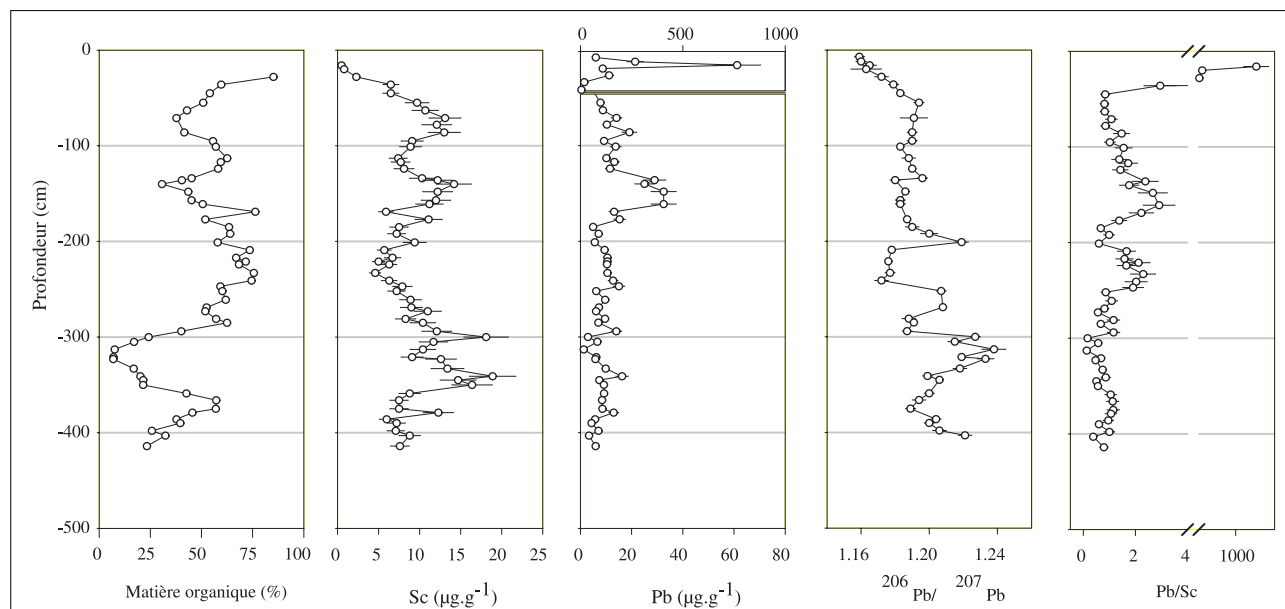 0 500 1000
0
-100
-200
-300
-400
-500
Profondeur (cm)
0 25 50 75 100
Matière organique (%)
0 5 10 15 20 25
Sc (µg.g-1)
0 20 40 60 80
Pb (µg.g-1)
1.16 1.20 1.24
206Pb/ 207Pb
0 2 4 1000
Pb/Sc